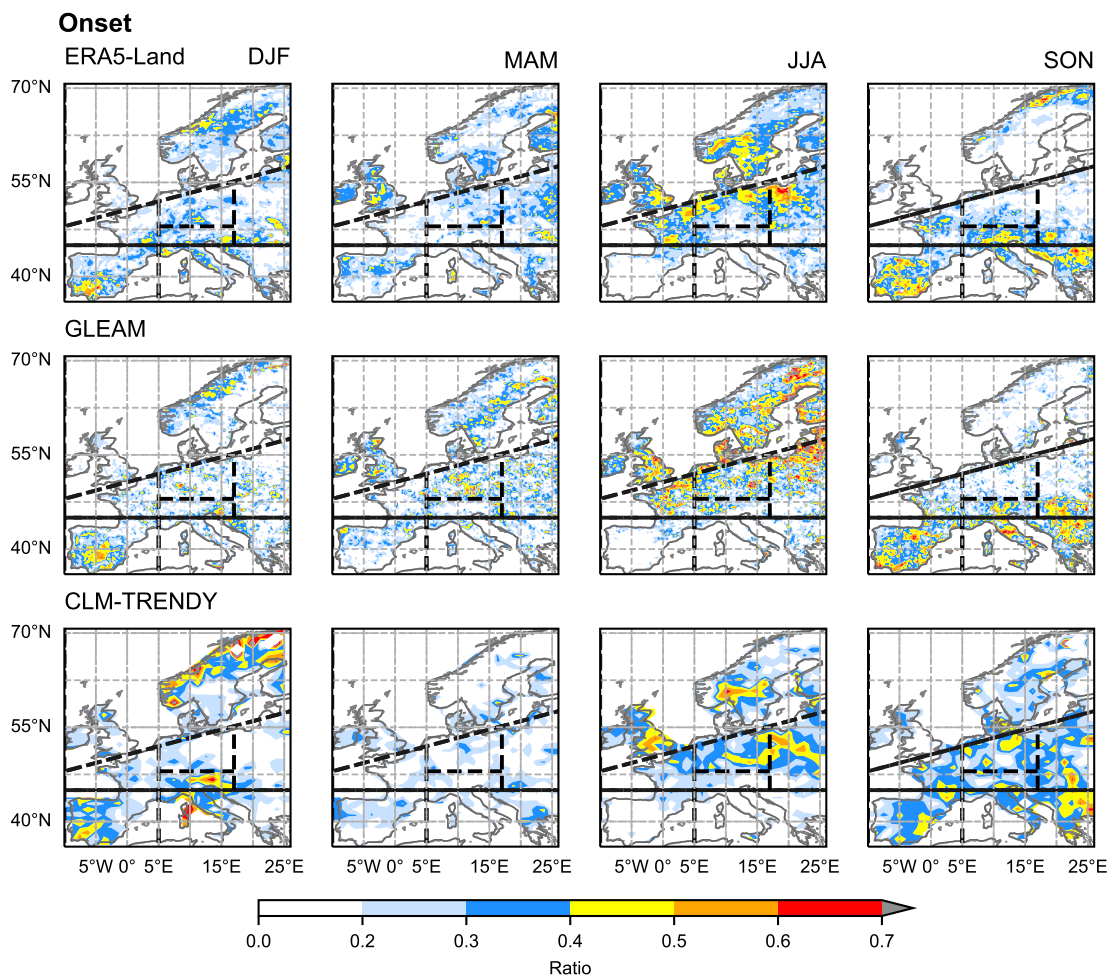 Onset
ERA5-Land DJF MAM JJA SON
70°N
55°N
40°N
GLEAM
70°N
55°N
40°N
CLM-TRENDY
70°N
55°N
40°N
5°W 0° 5°E 15°E 25°E 5°W 0° 5°E 15°E 25°E 5°W 0° 5°E 15°E 25°E 5°W 0° 5°E 15°E 25°E
0.0 0.2 0.3 0.4 0.5 0.6 0.7
Ratio